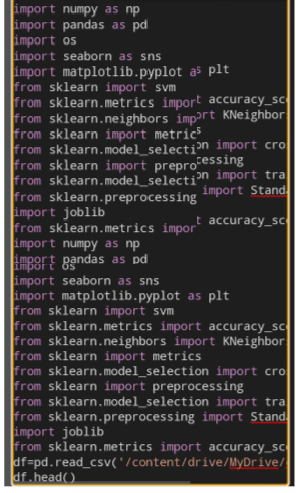 import numpy as np
import pandas as pd
import os
import seaborn as sns
import matplotlib.pyplot as plt
from sklearn import svm
from sklearn.metrics import accuracy_sc
from sklearn.neighbors import KNeighbor
from sklearn import metrics
from sklearn.model_selection import cro
from sklearn import preprocessing
from sklearn.model_selection import tra
from sklearn.preprocessing import Stand
import joblib
from sklearn.metrics import accuracy_sc
import numpy as np
import pandas as pd
import os
import seaborn as sns
import matplotlib.pyplot as plt
from sklearn import svm
from sklearn.metrics import accuracy_sc
from sklearn.neighbors import KNeighbor
from sklearn import metrics
from sklearn.model_selection import cro
from sklearn import preprocessing
from sklearn.model_selection import tra
from sklearn.preprocessing import Stand
import joblib
from sklearn.metrics import accuracy_sc
df=pd.read_csv('/content/drive/MyDrive/
df.head()